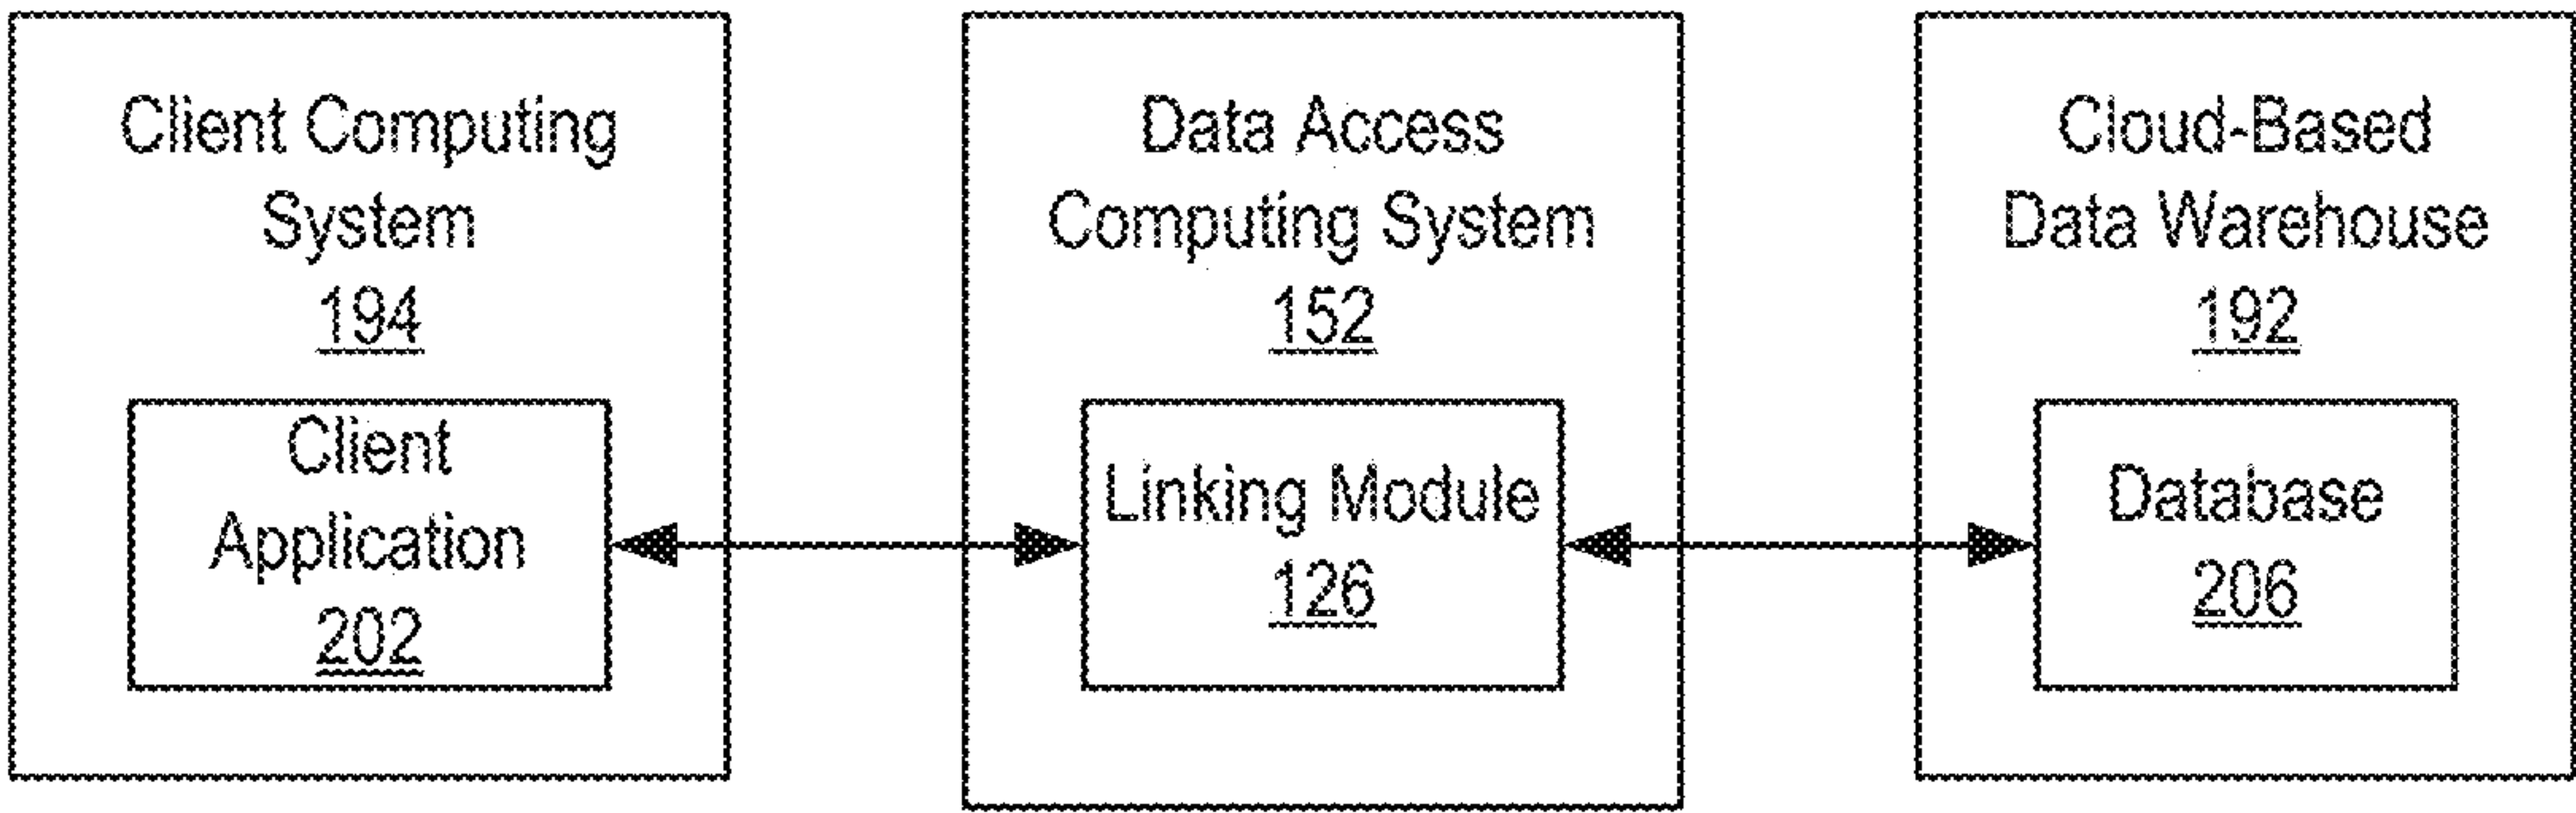 Client Computing
System
194
Client
Application
202
Data Access
Computing System
152
Linking Module
126
Cloud-Based
Data Warehouse
192
Database
206